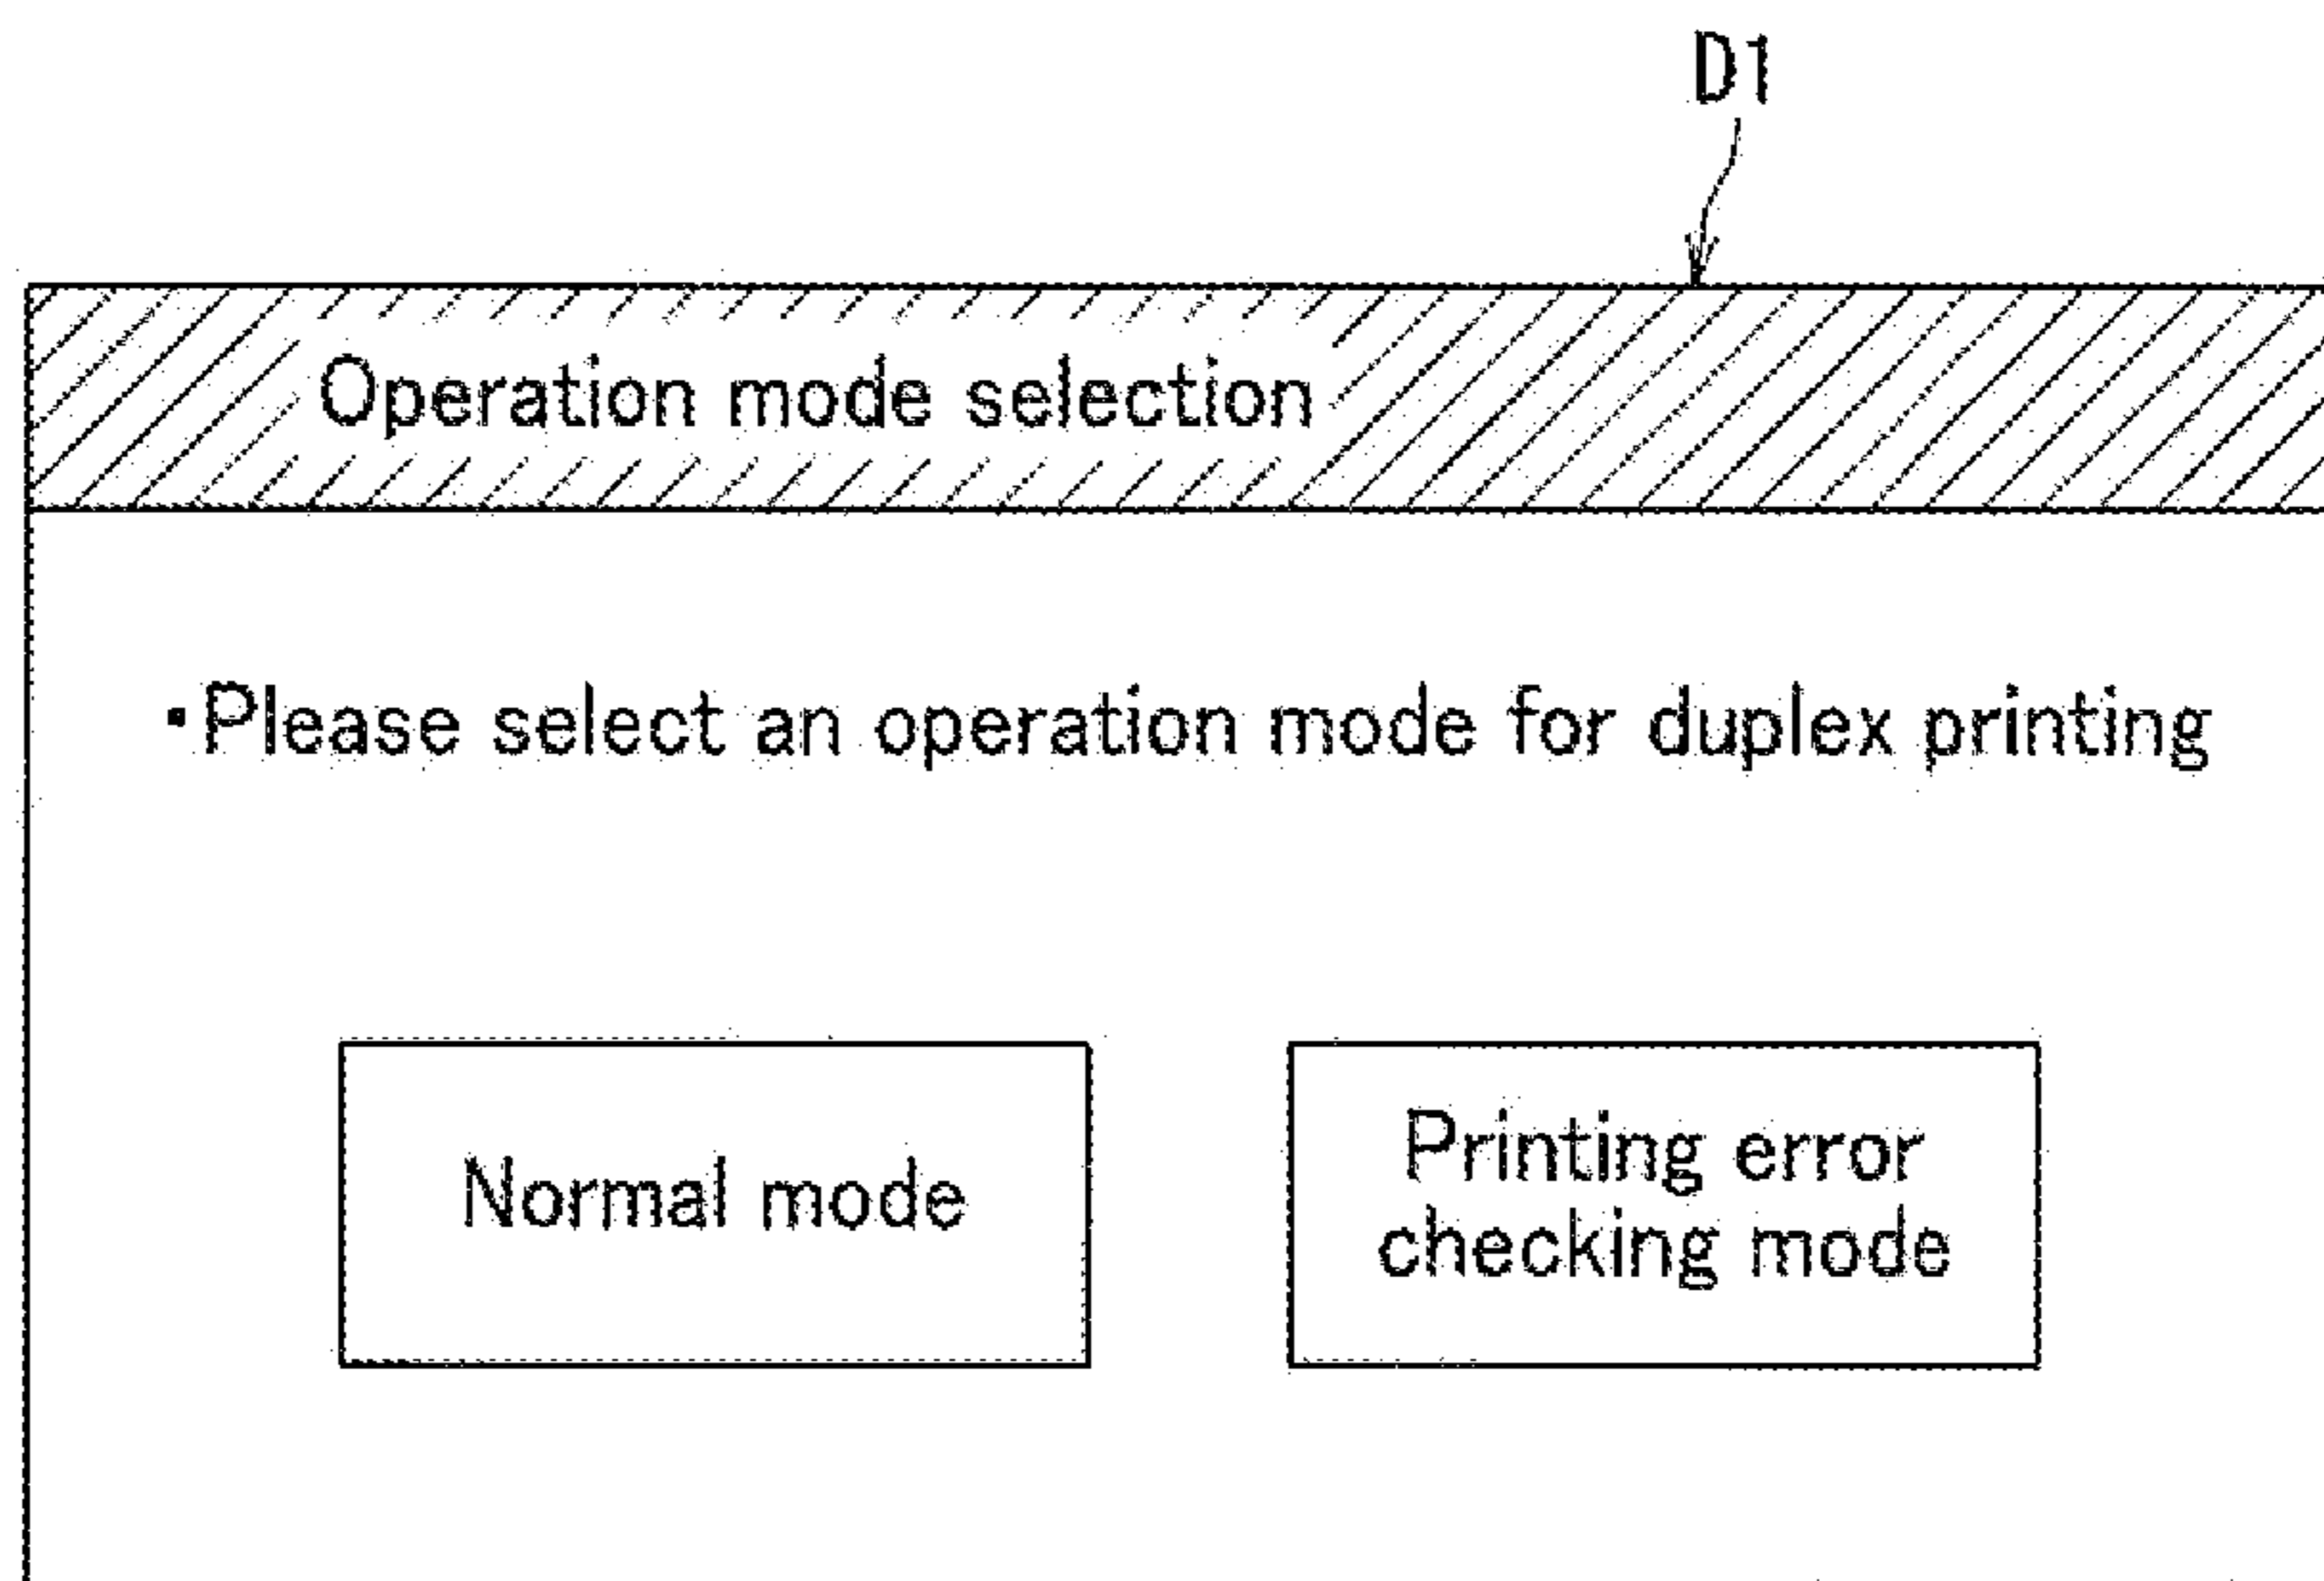 D1
Operation mode selection
・Please select an operation mode for duplex printing
Normal mode
Printing error
checking mode